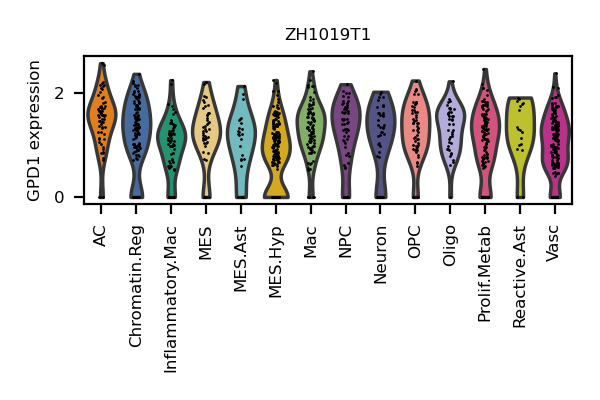 ZH1019T1
GPD1 expression
2
0
AC
Chromatin.Reg
Inflammatory.Mac
MES
MES.Ast
MES.Hyp
Mac
NPC
Neuron
OPC
Oligo
Prolif.Metab
Reactive.Ast
Vasc